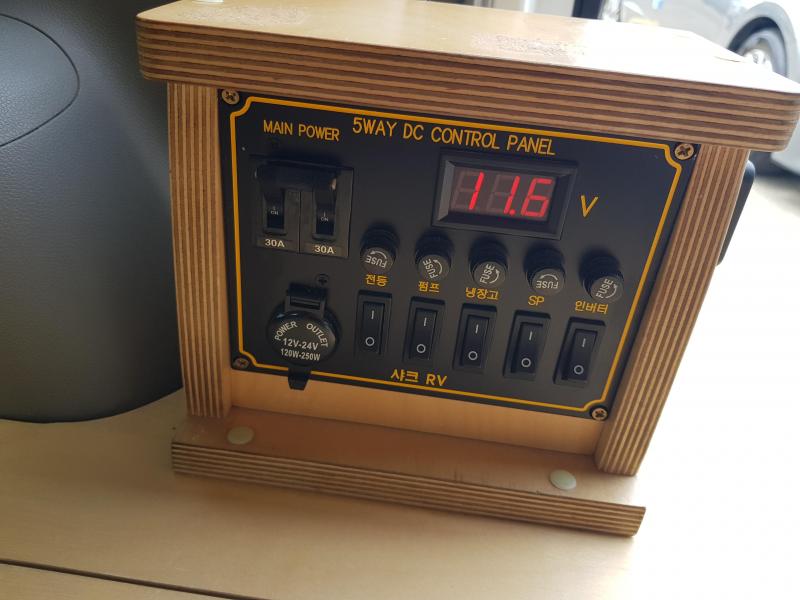 MAIN POWER 5WAY DC CONTROL PANEL
11.6 V
ON ON
30A 30A
FUSE FUSE FUSE FUSE FUSE
전등 펌프 냉장고 SP 인버터
I I I I I
O O O O O
POWER OUTLET
12V-24V
120W-250W
샤크 RV